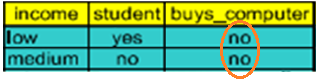 income student buys_computer
low yes no
medium no no